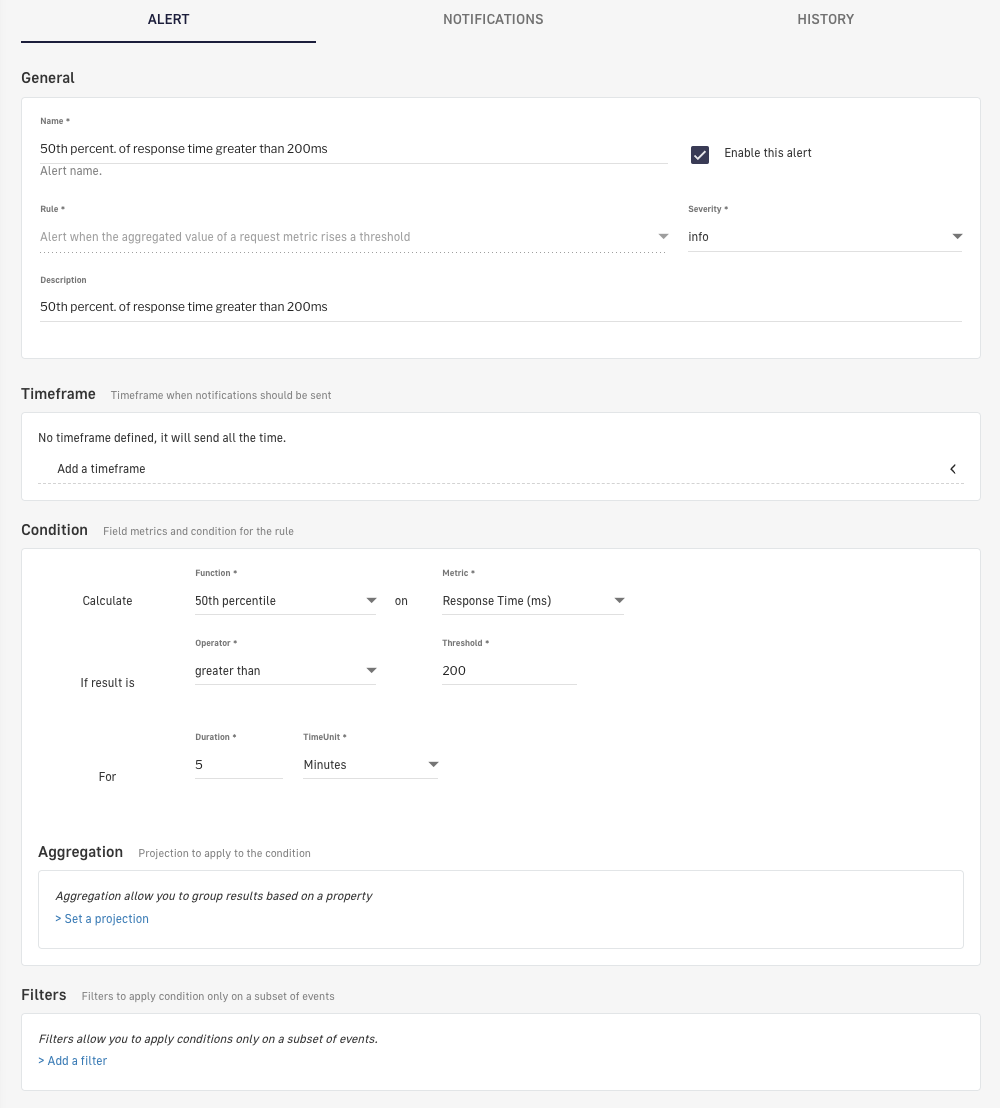 ALERT NOTIFICATIONS HISTORY
General
Name *
50th percent. of response time greater than 200ms
Enable this alert
Alert name.
Rule * Severity *
Alert when the aggregated value of a request metric rises a threshold info
Description
50th percent. of response time greater than 200ms
Timeframe Timeframe when notifications should be sent
No timeframe defined, it will send all the time.
Add a timeframe <
Condition Field metrics and condition for the rule
Function * Metric *
Calculate 50th percentile on Response Time (ms)
Operator * Threshold *
greater than 200
If result is
Duration * TimeUnit *
5 Minutes
For
Aggregation Projection to apply to the condition
Aggregation allow you to group results based on a property
> Set a projection
Filters Filters to apply condition only on a subset of events
Filters allow you to apply conditions only on a subset of events.
> Add a filter